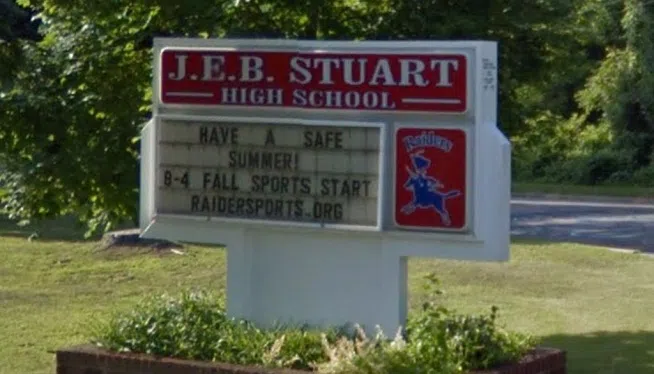 J.E.B. STUART
HIGH SCHOOL
HAVE A SAFE
SUMMER!
8-4 FALL SPORTS START
RAIDERSPORTS.ORG
Raiders